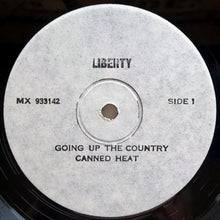 LIBERTY
MX 933142 SIDE 1
GOING UP THE COUNTRY
CANNED HEAT